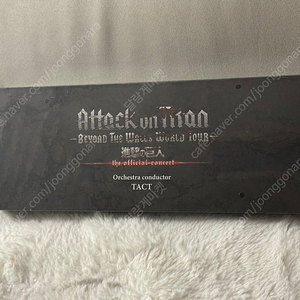 Attack on Titan
-BEYOND THE WALLS WORLD TOUR-
進撃の巨人
the official concert
Orchestra conductor
TACT